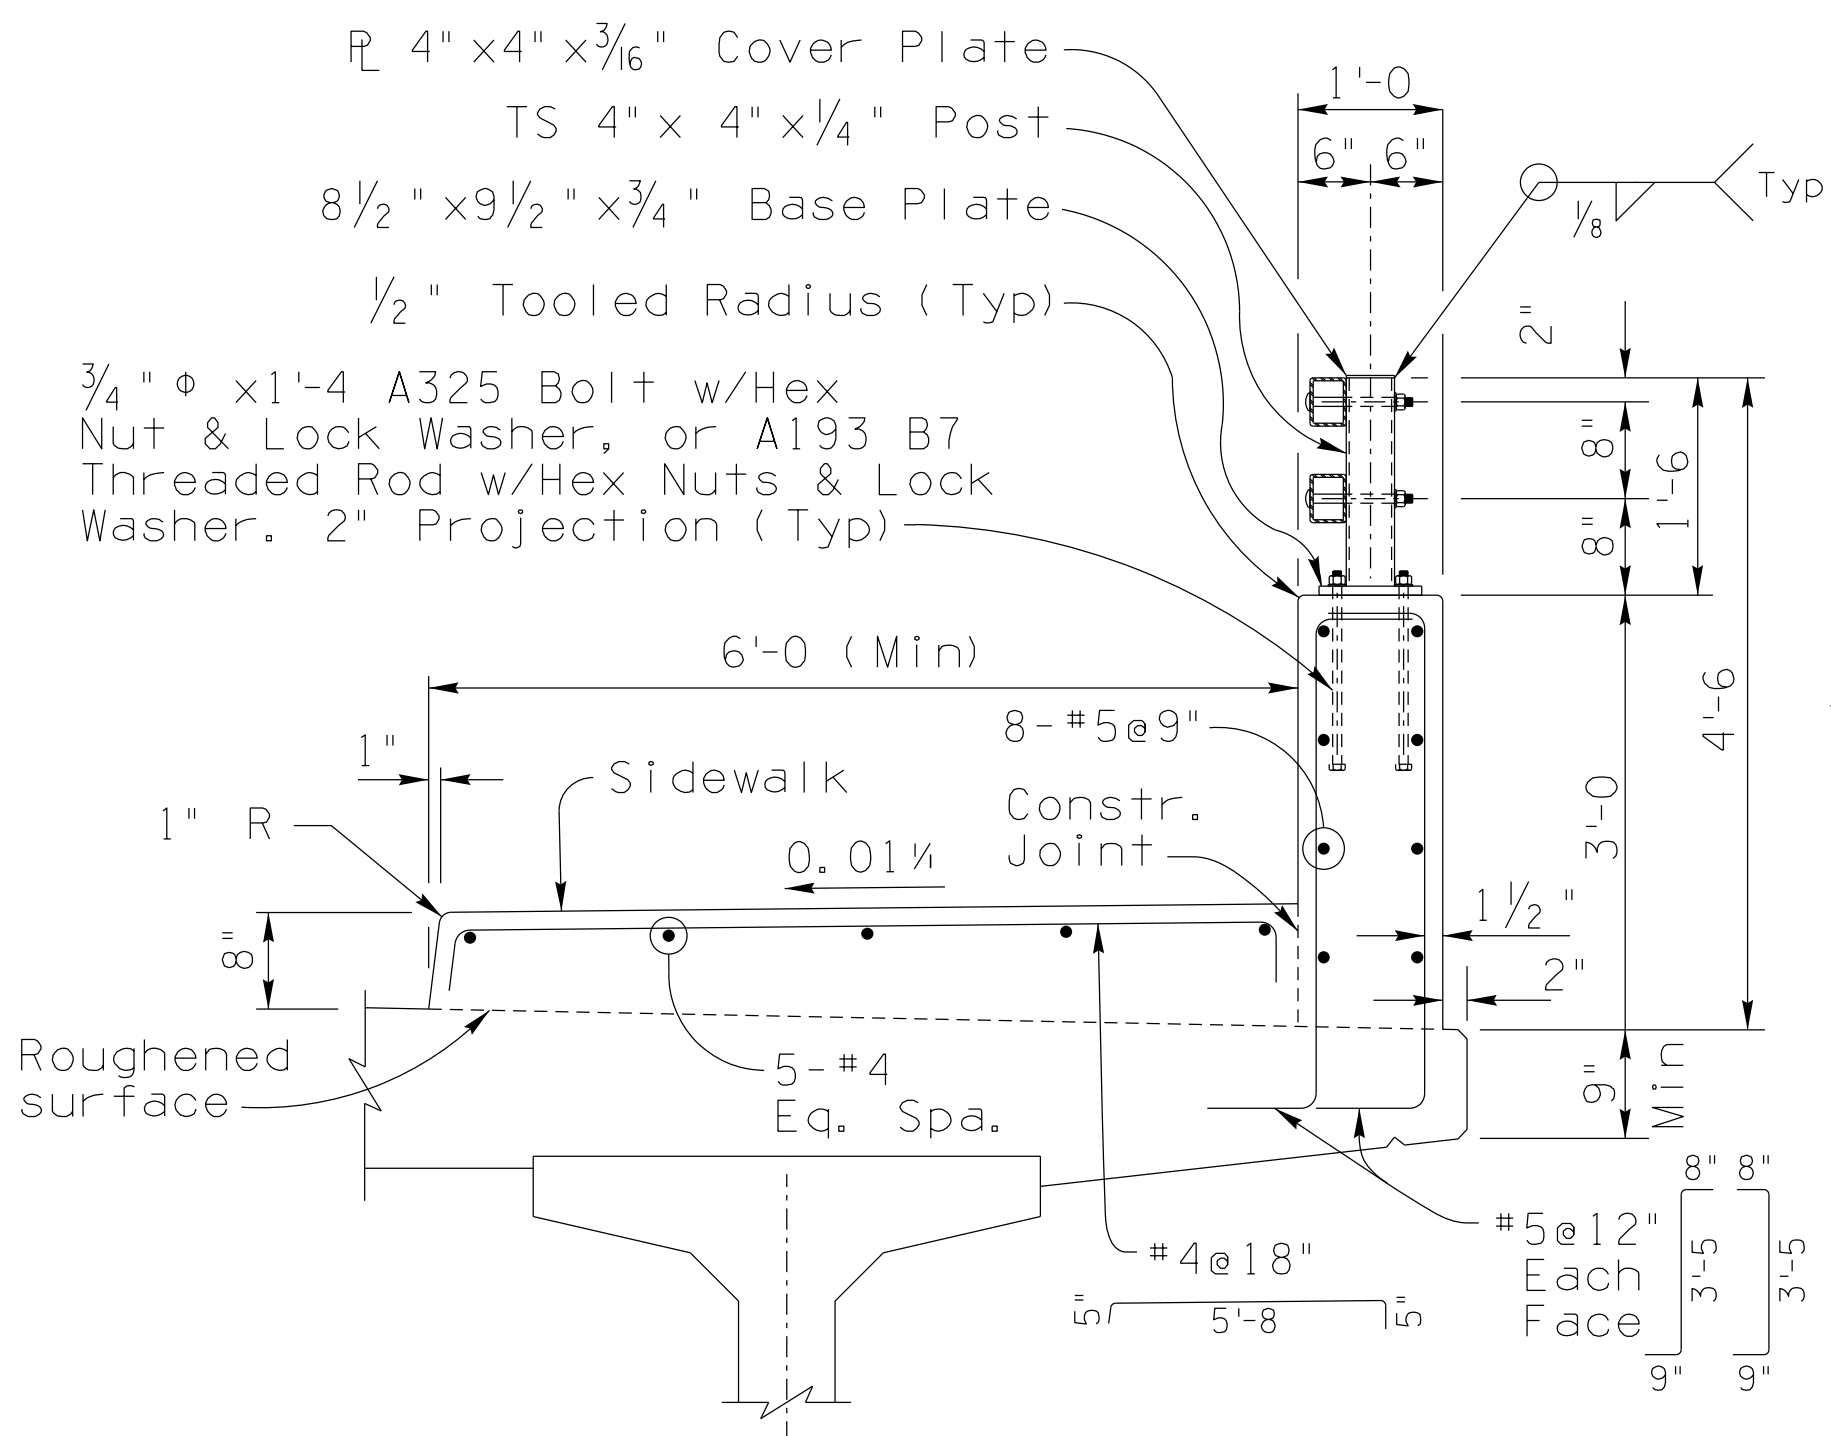 ℄ 4"x4"x3/16" Cover Plate
TS 4"x 4"x1/4" Post
8 1/2"x9 1/2"x3/4" Base Plate
1/2" Tooled Radius (Typ)
3/4" Φ x1'-4 A325 Bolt w/Hex
Nut & Lock Washer, or A193 B7
Threaded Rod w/Hex Nuts & Lock
Washer. 2" Projection (Typ)
1'-0
6" 6"
1/8
Typ
2"
8"
8"
1'-6
4'-6
3'-0
9"
Min
6'-0 (Min)
8-#5@9"
1"
Sidewalk
1" R
Constr.
Joint
0.01 1/1
1 1/2"
2"
8"
Roughened
surface
5-#4
Eq. Spa.
#4@18"
5" 5'-8 5"
#5@12"
Each
Face
8" 8"
3'-5 3'-5
9" 9"